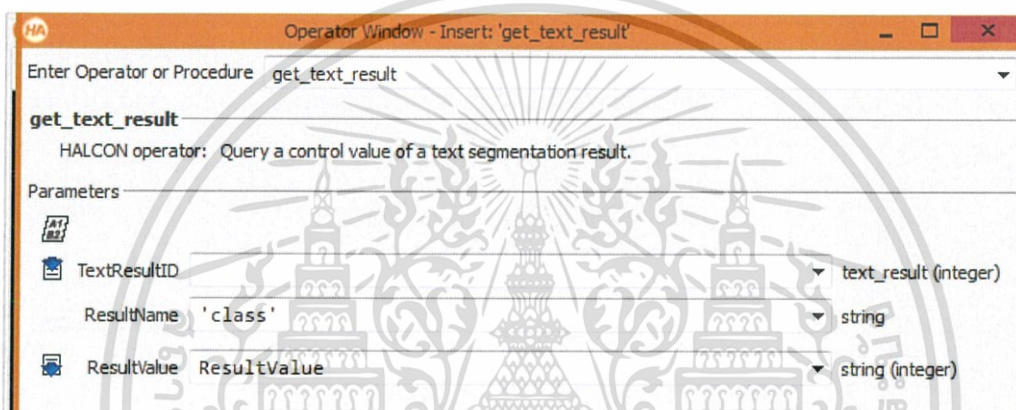 HA
Operator Window - Insert: 'get_text_result'
Enter Operator or Procedure get_text_result
get_text_result
HALCON operator: Query a control value of a text segmentation result.
Parameters
TextResultID text_result (integer)
ResultName 'class' string
ResultValue ResultValue string (integer)